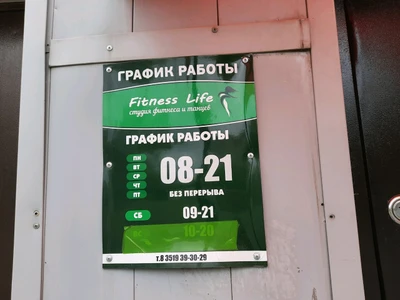 ГРАФИК РАБОТЫ
Fitness Life
студия фитнеса и танцев
ГРАФИК РАБОТЫ
ПН
ВТ
СР
ЧТ
ПТ
08-21
БЕЗ ПЕРЕРЫВА
СБ 09-21
10-20
т.8 3519 39-30-29